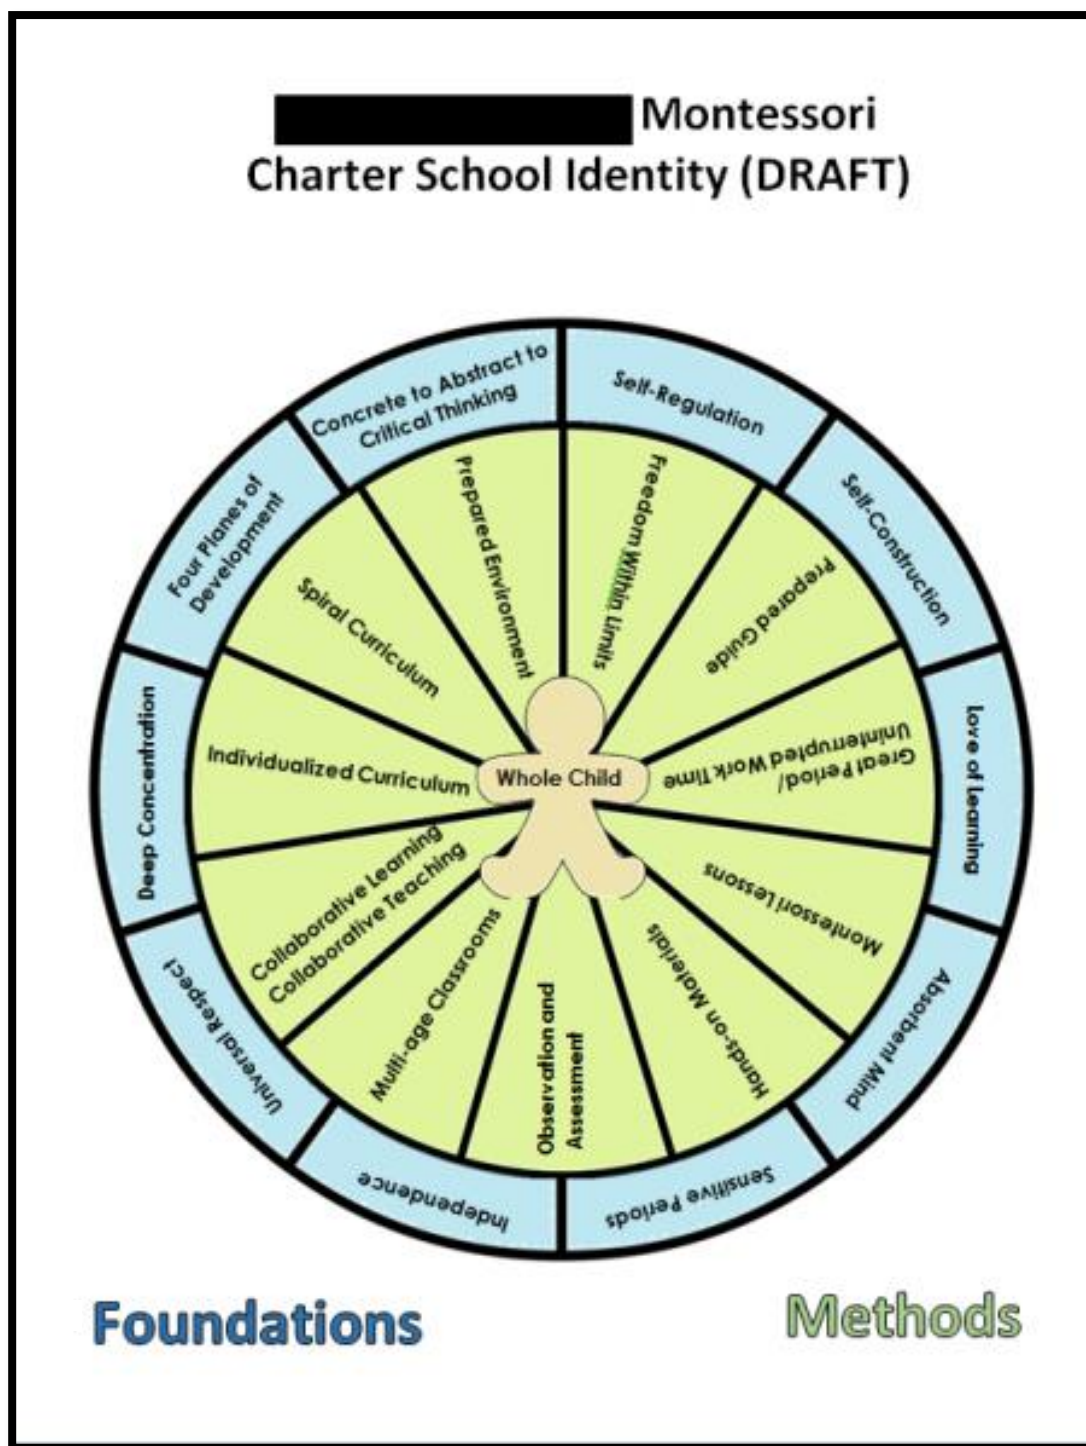 Montessori
Charter School Identity (DRAFT)
Concrete to Abstract to
Critical Thinking
Self-Regulation
Self-Construction
Love of Learning
Absorbent Mind
Sensitive Periods
Independence
Universal Respect
Deep Concentration
Four Planes of
Development
Prepared Environment
Freedom Within Limits
Prepared Guide
Great Period/
Uninterrupted Work Time
Montessori Lessons
Hands-on Materials
Observation and
Assessment
Multi-age Classrooms
Collaborative Learning
Collaborative Teaching
Individualized Curriculum
Spiral Curriculum
Whole Child
Foundations
Methods